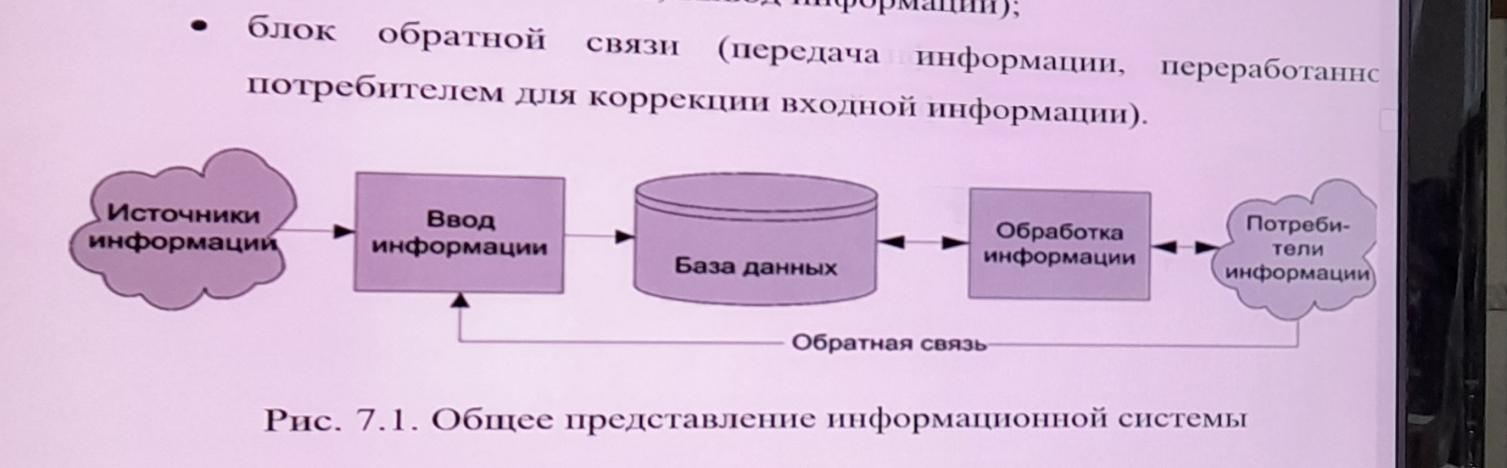 информации);
• блок обратной связи (передача информации, переработанно
потребителем для коррекции входной информации).
Источники
информации
Ввод
информации
База данных
Обработка
информации
Потреби-
тели
информации
Обратная связь
Рис. 7.1. Общее представление информационной системы